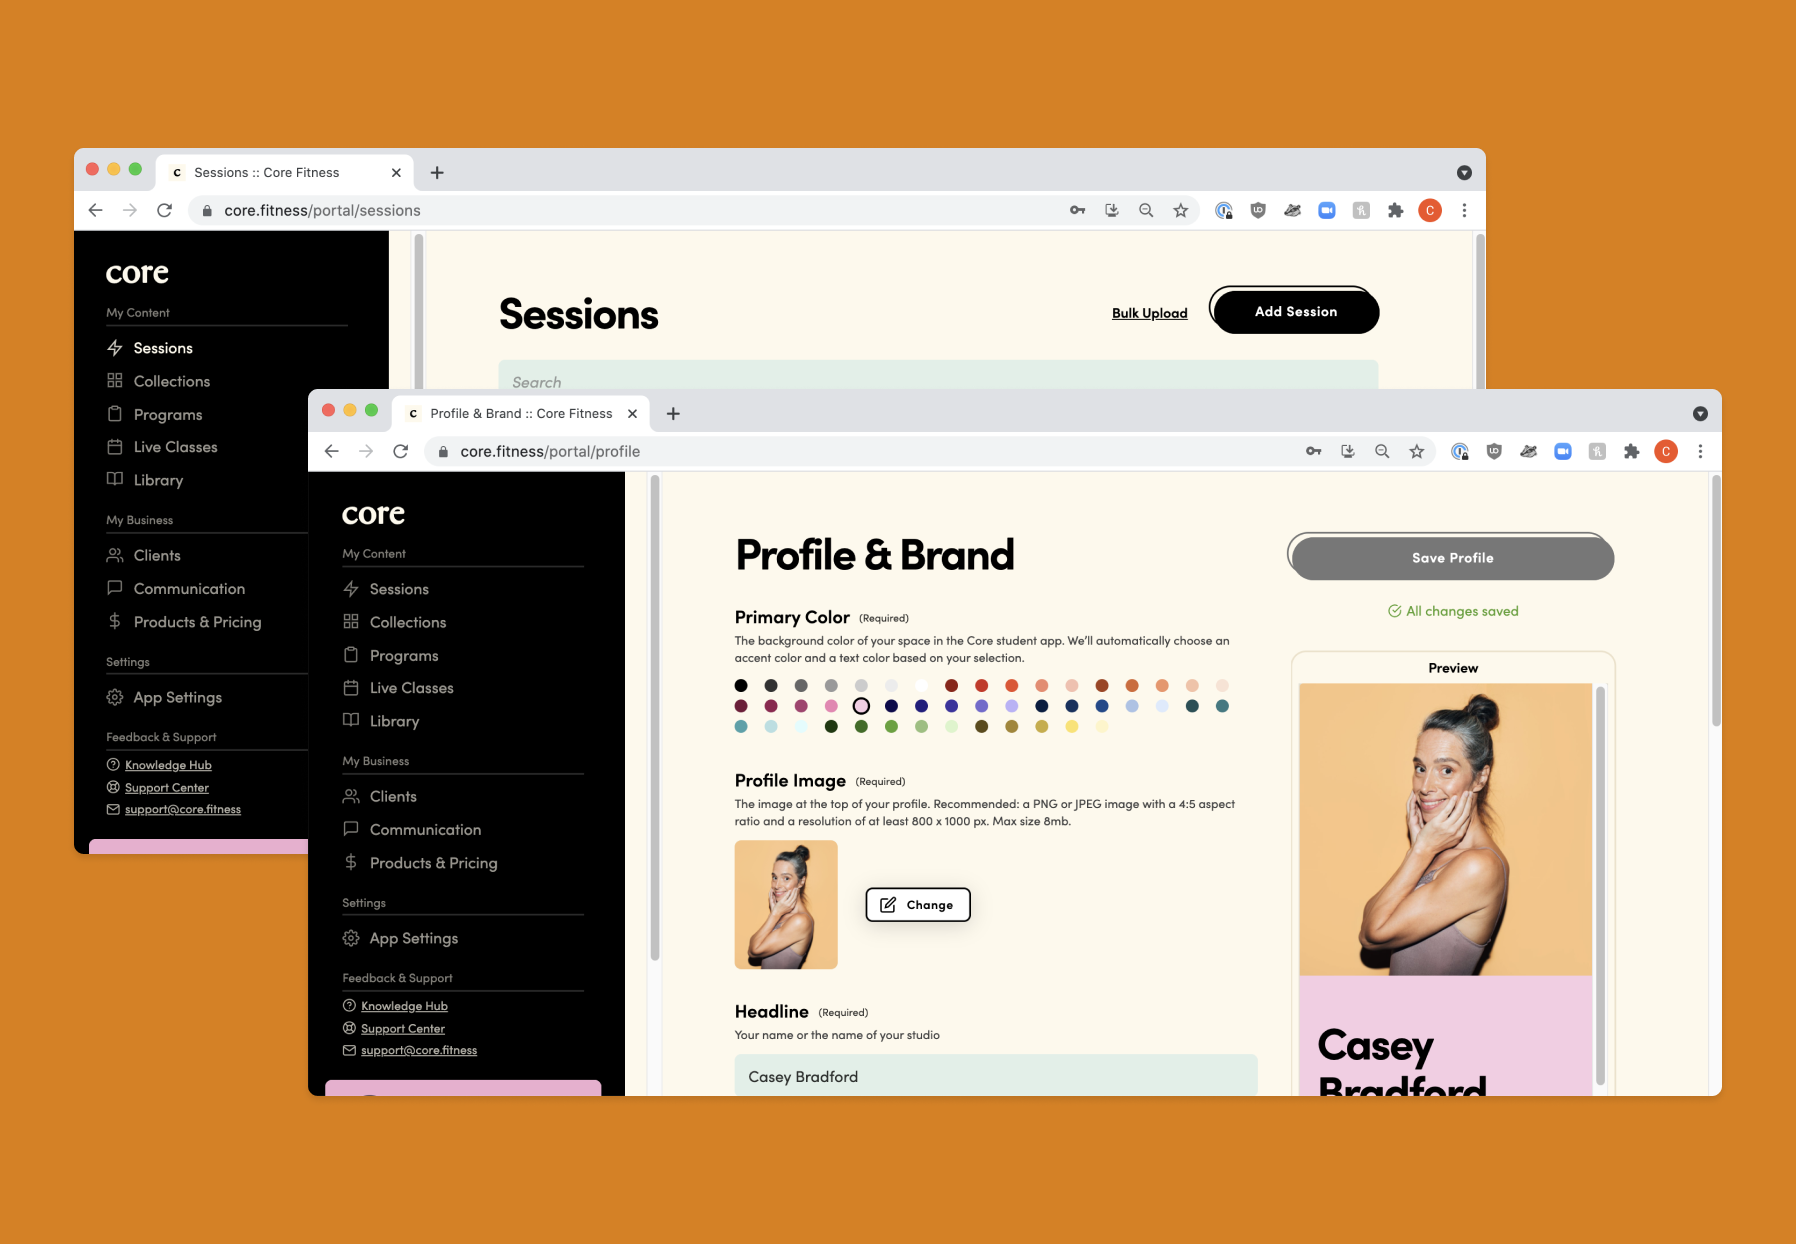 C Sessions :: Core Fitness
core.fitness/portal/sessions
C
core
My Content
Sessions
Collections
Programs
Live Classes
Library
My Business
Clients
Communication
Products & Pricing
Settings
App Settings
Feedback & Support
Knowledge Hub
Support Center
support@core.fitness
Sessions
Bulk Upload
Add Session
Search
C Profile & Brand :: Core Fitness
core.fitness/portal/profile
C
core
My Content
Sessions
Collections
Programs
Live Classes
Library
My Business
Clients
Communication
Products & Pricing
Settings
App Settings
Feedback & Support
Knowledge Hub
Support Center
support@core.fitness
Profile & Brand
Primary Color (Required)
The background color of your space in the Core student app. We'll automatically choose an
accent color and a text color based on your selection.
Profile Image (Required)
The image at the top of your profile. Recommended: a PNG or JPEG image with a 4:5 aspect
ratio and a resolution of at least 800 x 1000 px. Max size 8mb.
Change
Headline (Required)
Your name or the name of your studio
Casey Bradford
Save Profile
All changes saved
Preview
Casey
Bradford